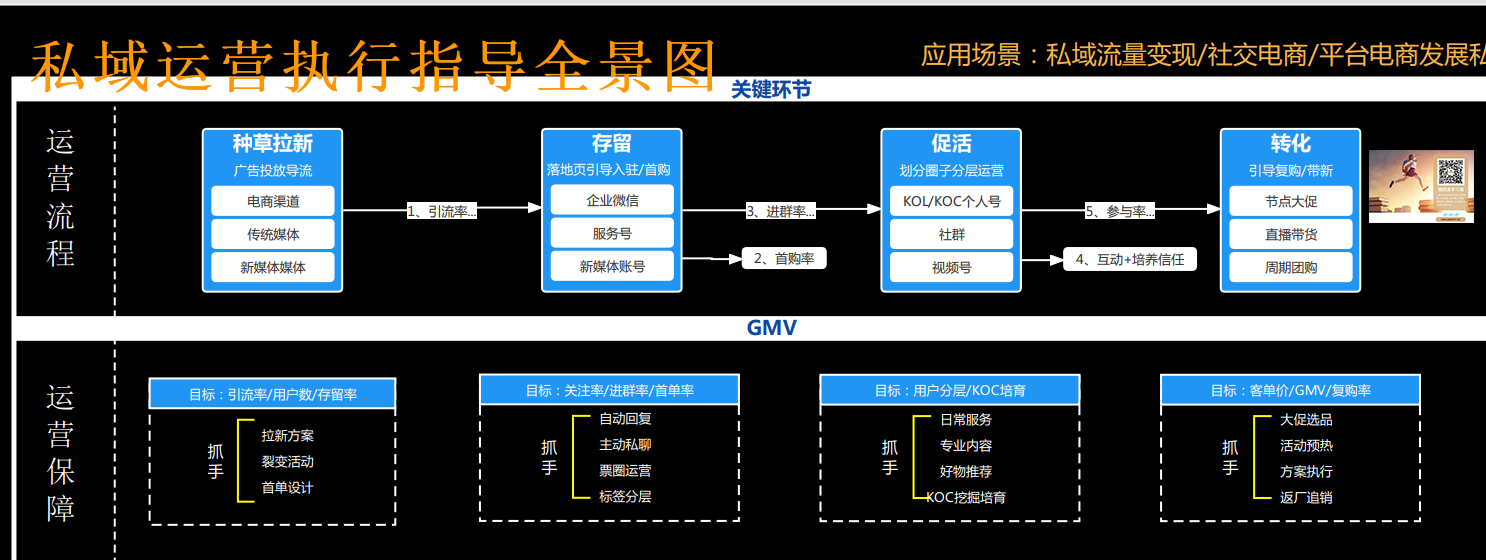 私域运营执行指导全景图
应用场景：私域流量变现/社交电商/平台电商发展私
关键环节
运营流程
种草拉新
广告投放导流
电商渠道
传统媒体
新媒体媒体
1、引流率...
存留
落地页引导入驻/首购
企业微信
服务号
新媒体账号
3、进群率...
2、首购率
促活
划分圈子分层运营
KOL/KOC个人号
社群
视频号
5、参与率...
4、互动+培养信任
转化
引导复购/带新
节点大促
直播带货
周期团购
GMV
运营保障
目标：引流率/用户数/存留率
抓手
拉新方案
裂变活动
首单设计
目标：关注率/进群率/首单率
抓手
自动回复
主动私聊
票圈运营
标签分层
目标：用户分层/KOC培育
抓手
日常服务
专业内容
好物推荐
KOC挖掘培育
目标：客单价/GMV/复购率
抓手
大促选品
活动预热
方案执行
返厂追销